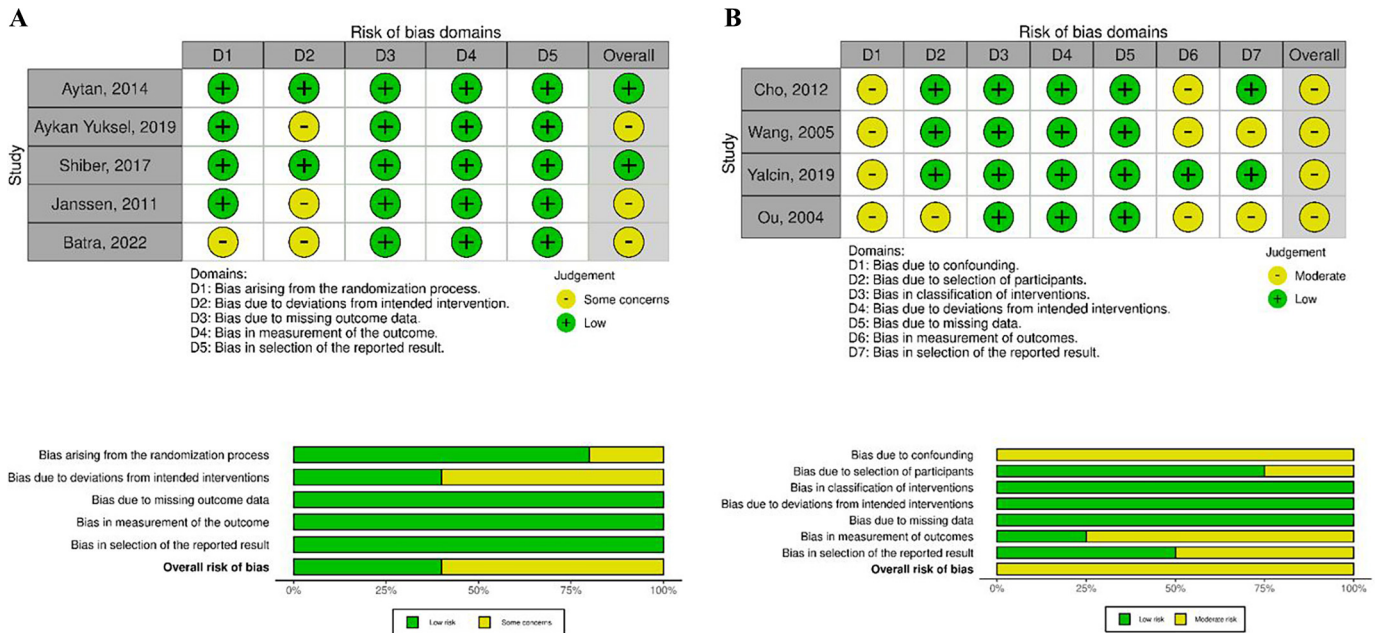 A
Risk of bias domains
D1 D2 D3 D4 D5 Overall
Study
Aytan, 2014 + + + + + +
Aykan Yuksel, 2019 + - + + + -
Shiber, 2017 + + + + + +
Janssen, 2011 + - + + + -
Batra, 2022 - - + + + -
Domains:
D1: Bias arising from the randomization process.
D2: Bias due to deviations from intended intervention.
D3: Bias due to missing outcome data.
D4: Bias in measurement of the outcome.
D5: Bias in selection of the reported result.
Judgement
- Some concerns
+ Low
Bias arising from the randomization process
Bias due to deviations from intended interventions
Bias due to missing outcome data
Bias in measurement of the outcome
Bias in selection of the reported result
Overall risk of bias
0% 25% 50% 75% 100%
Low risk Some concerns
B
Risk of bias domains
D1 D2 D3 D4 D5 D6 D7 Overall
Study
Cho, 2012 - + + + + - + -
Wang, 2005 - + + + + - - -
Yalcin, 2019 - + + + + + + -
Ou, 2004 - - + + + - - -
Domains:
D1: Bias due to confounding.
D2: Bias due to selection of participants.
D3: Bias in classification of interventions.
D4: Bias due to deviations from intended interventions.
D5: Bias due to missing data.
D6: Bias in measurement of outcomes.
D7: Bias in selection of the reported result.
Judgement
- Moderate
+ Low
Bias due to confounding
Bias due to selection of participants
Bias in classification of interventions
Bias due to deviations from intended interventions
Bias due to missing data
Bias in measurement of outcomes
Bias in selection of the reported result
Overall risk of bias
0% 25% 50% 75% 100%
Low risk Moderate risk